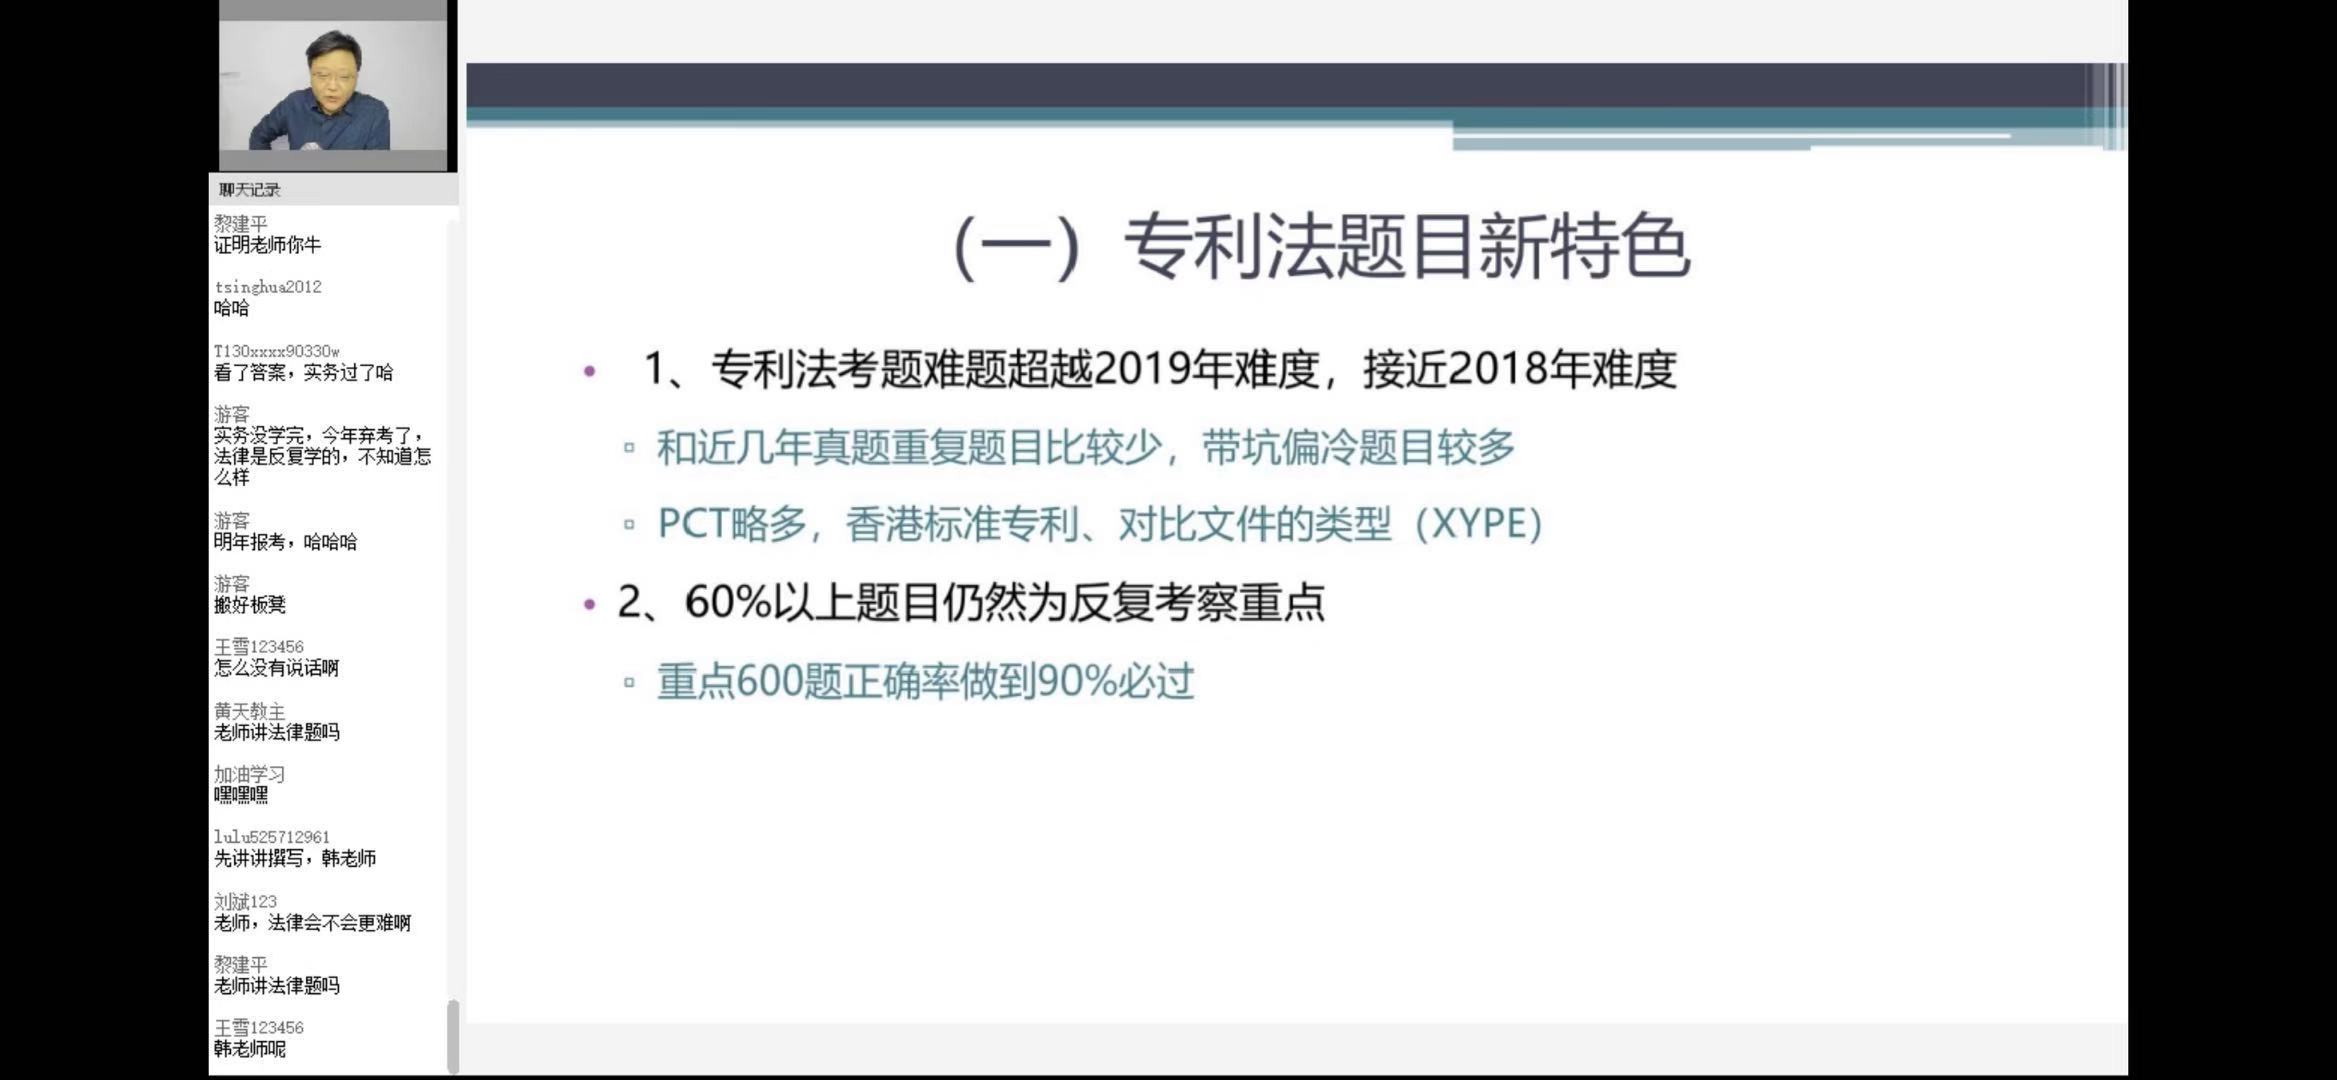 聊天记录
黎建平
证明老师你牛
tsinghua2012
哈哈
T130xxxx90330w
看了答案，实务过了哈
游客
实务没学完，今年弃考了，
法律是反复学的，不知道怎
么样
游客
明年报考，哈哈哈
游客
搬好板凳
王雪123456
怎么没有说话啊
黄天教主
老师讲法律题吗
加油学习
嘿嘿嘿
lulu525712961
先讲讲撰写，韩老师
刘斌123
老师，法律会不会更难啊
黎建平
老师讲法律题吗
王雪123456
韩老师呢
（一）专利法题目新特色
• 1、专利法考题难题超越2019年难度，接近2018年难度
▫ 和近几年真题重复题目比较少，带坑偏冷题目较多
▫ PCT略多，香港标准专利、对比文件的类型（XYPE）
• 2、60%以上题目仍然为反复考察重点
▫ 重点600题正确率做到90%必过